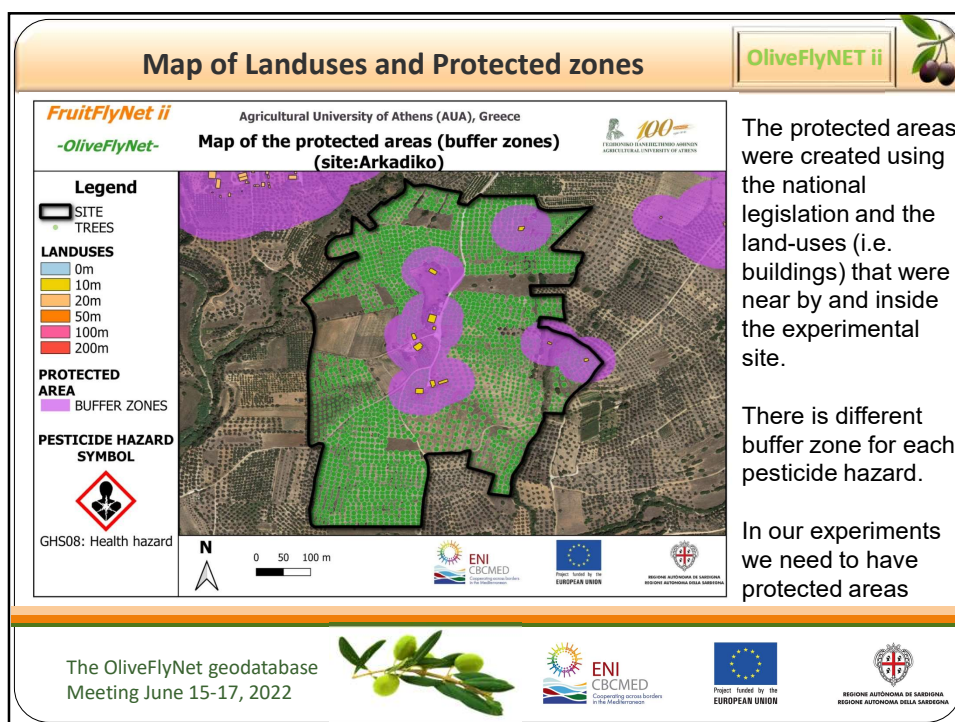 Map of Landuses and Protected zones
OliveFlyNET ii
FruitFlyNet ii
-OliveFlyNet-
Agricultural University of Athens (AUA), Greece
Map of the protected areas (buffer zones)
(site:Arkadiko)
100
ΓΕΩΠΟΝΙΚΟ ΠΑΝΕΠΙΣΤΗΜΙΟ ΑΘΗΝΩΝ
AGRICULTURAL UNIVERSITY OF ATHENS
Legend
SITE
TREES
LANDUSES
0m
10m
20m
50m
100m
200m
PROTECTED
AREA
BUFFER ZONES
PESTICIDE HAZARD
SYMBOL
GHS08: Health hazard
N
0 50 100 m
ENI
CBCMED
Cooperating across borders
in the Mediterranean
Project funded by the
EUROPEAN UNION
REGIONE AUTÒNOMA DE SARDIGNA
REGIONE AUTONOMA DELLA SARDEGNA
The protected areas
were created using
the national
legislation and the
land-uses (i.e.
buildings) that were
near by and inside
the experimental
site.
There is different
buffer zone for each
pesticide hazard.
In our experiments
we need to have
protected areas
The OliveFlyNet geodatabase
Meeting June 15-17, 2022
ENI
CBCMED
Cooperating across borders
in the Mediterranean
Project funded by the
EUROPEAN UNION
REGIONE AUTÒNOMA DE SARDIGNA
REGIONE AUTONOMA DELLA SARDEGNA